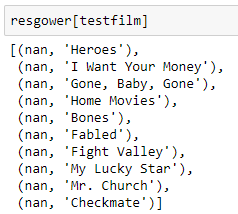 resgower[testfilm]
[(nan, 'Heroes'),
(nan, 'I Want Your Money'),
(nan, 'Gone, Baby, Gone'),
(nan, 'Home Movies'),
(nan, 'Bones'),
(nan, 'Fabled'),
(nan, 'Fight Valley'),
(nan, 'My Lucky Star'),
(nan, 'Mr. Church'),
(nan, 'Checkmate')]